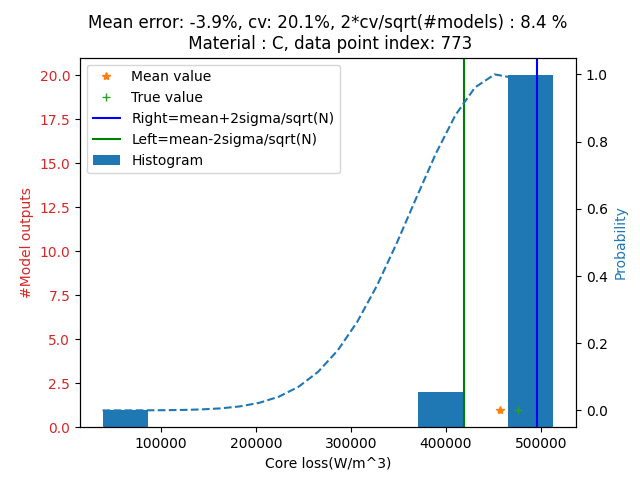 Mean error: -3.9%, cv: 20.1%, 2*cv/sqrt(#models) : 8.4 %
Material : C, data point index: 773
Mean value
True value
Right=mean+2sigma/sqrt(N)
Left=mean-2sigma/sqrt(N)
Histogram
#Model outputs
20.0
17.5
15.0
12.5
10.0
7.5
5.0
2.5
0.0
1.0
0.8
0.6
0.4
0.2
0.0
Probability
100000 200000 300000 400000 500000
Core loss(W/m^3)